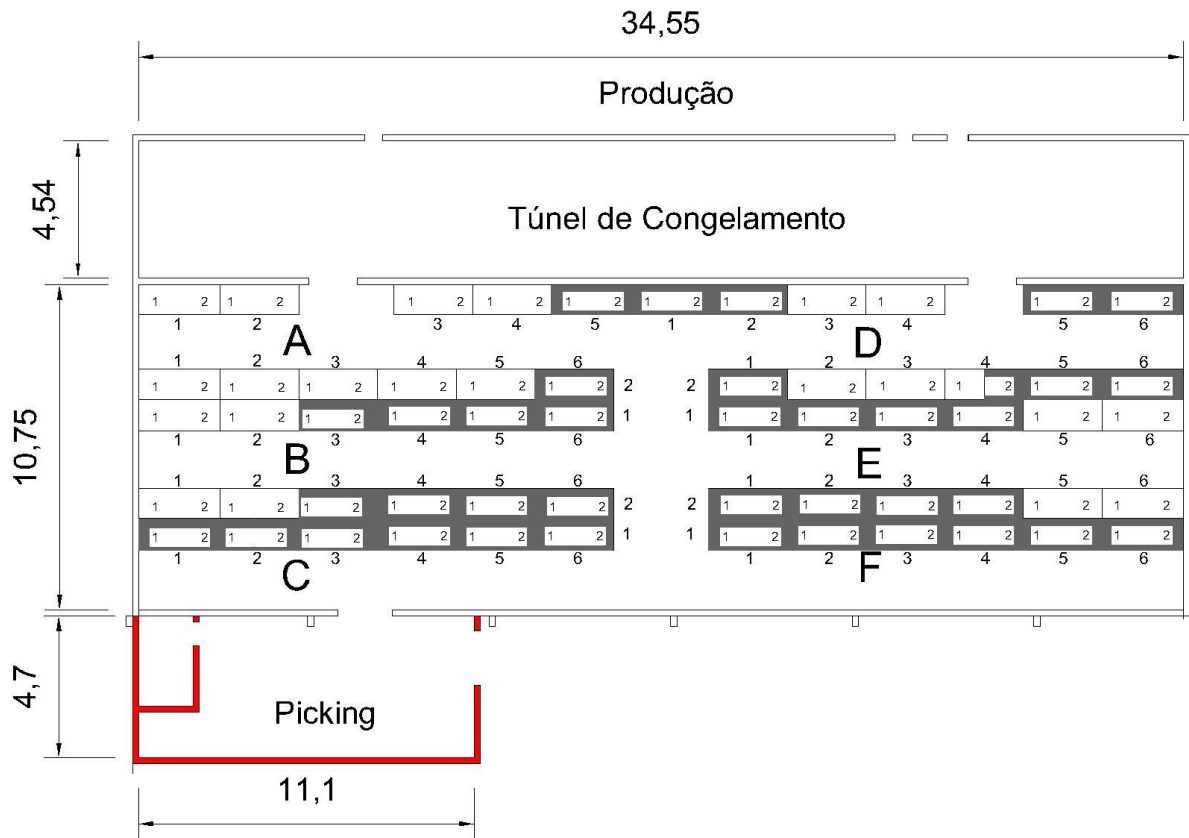 34,55
Produção
4,54
Túnel de Congelamento
10,75
1 2 1 2 1 2 1 2 1 2 1 2 1 2 1 2 1 2 1 2 1 2
1 2 3 4 5 1 2 3 4 5 6
A D
1 2 3 4 5 6 1 2 3 4 5 6
1 2 1 2 1 2 1 2 1 2 1 2 2 2 1 2 1 2 1 2 1 2 1 2 1 2
1 2 1 2 1 2 1 2 1 2 1 2 1 1 1 2 1 2 1 2 1 2 1 2 1 2
1 2 3 4 5 6 1 2 3 4 5 6
B E
1 2 3 4 5 6 1 2 3 4 5 6
1 2 1 2 1 2 1 2 1 2 1 2 2 2 1 2 1 2 1 2 1 2 1 2 1 2
1 2 1 2 1 2 1 2 1 2 1 2 1 1 1 2 1 2 1 2 1 2 1 2 1 2
1 2 3 4 5 6 1 2 3 4 5 6
C F
4,7
Picking
11,1